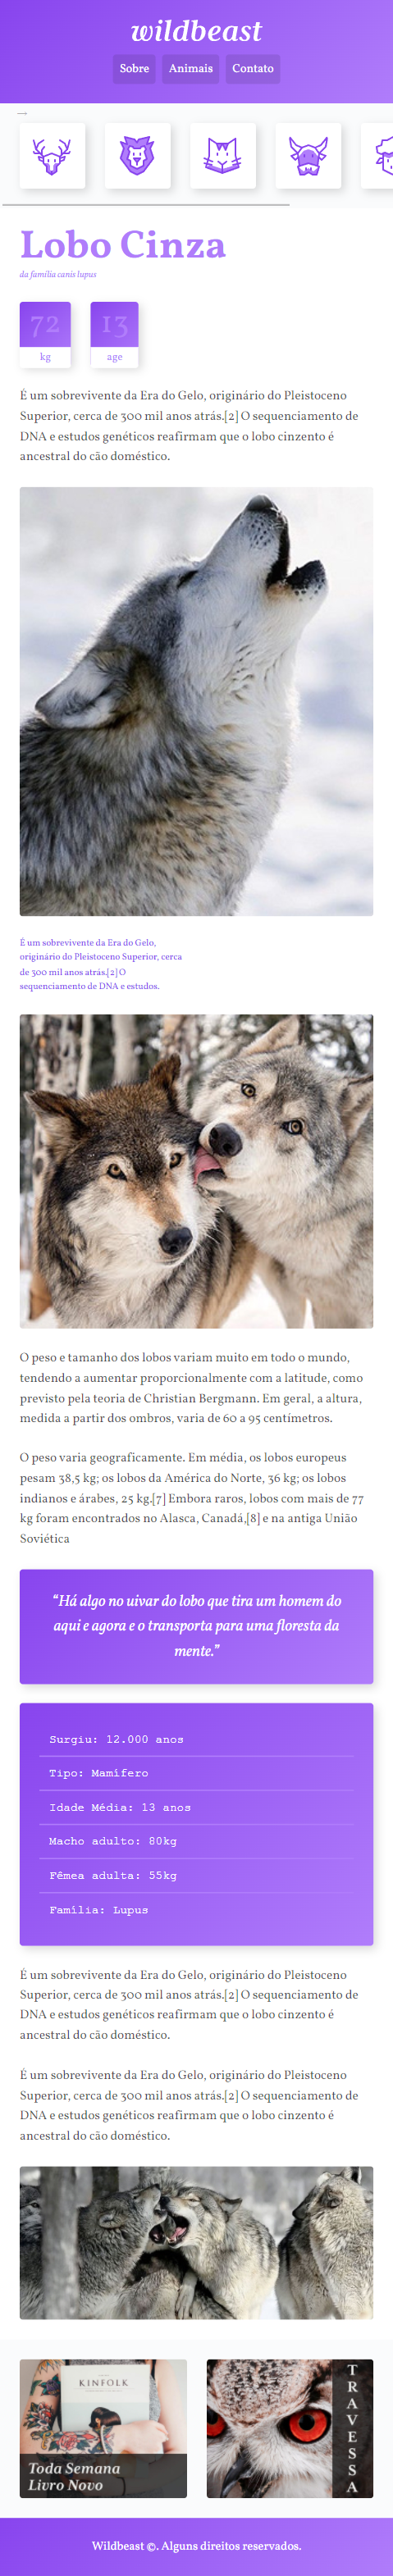 wildbeast
Sobre Animais Contato
→
Lobo Cinza
da família canis lupus
72 13
kg age
É um sobrevivente da Era do Gelo, originário do Pleistoceno
Superior, cerca de 300 mil anos atrás.[2] O sequenciamento de
DNA e estudos genéticos reafirmam que o lobo cinzento é
ancestral do cão doméstico.
É um sobrevivente da Era do Gelo,
originário do Pleistoceno Superior, cerca
de 300 mil anos atrás.[2] O
sequenciamento de DNA e estudos.
O peso e tamanho dos lobos variam muito em todo o mundo,
tendendo a aumentar proporcionalmente com a latitude, como
previsto pela teoria de Christian Bergmann. Em geral, a altura,
medida a partir dos ombros, varia de 60 a 95 centímetros.
O peso varia geograficamente. Em média, os lobos europeus
pesam 38,5 kg; os lobos da América do Norte, 36 kg; os lobos
indianos e árabes, 25 kg.[7] Embora raros, lobos com mais de 77
kg foram encontrados no Alasca, Canadá,[8] e na antiga União
Soviética
“Há algo no uivar do lobo que tira um homem do
aqui e agora e o transporta para uma floresta da
mente.”
Surgiu: 12.000 anos
Tipo: Mamífero
Idade Média: 13 anos
Macho adulto: 80kg
Fêmea adulta: 55kg
Família: Lupus
É um sobrevivente da Era do Gelo, originário do Pleistoceno
Superior, cerca de 300 mil anos atrás.[2] O sequenciamento de
DNA e estudos genéticos reafirmam que o lobo cinzento é
ancestral do cão doméstico.
É um sobrevivente da Era do Gelo, originário do Pleistoceno
Superior, cerca de 300 mil anos atrás.[2] O sequenciamento de
DNA e estudos genéticos reafirmam que o lobo cinzento é
ancestral do cão doméstico.
KINFOLK
Toda Semana
Livro Novo
TRAVESSA
Wildbeast ©. Alguns direitos reservados.